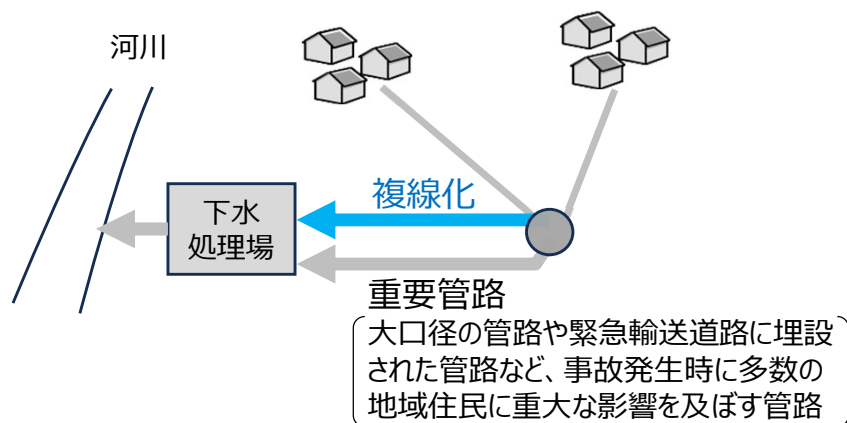 河川
複線化
下水
処理場
重要管路
大口径の管路や緊急輸送道路に埋設
された管路など、事故発生時に多数の
地域住民に重大な影響を及ぼす管路